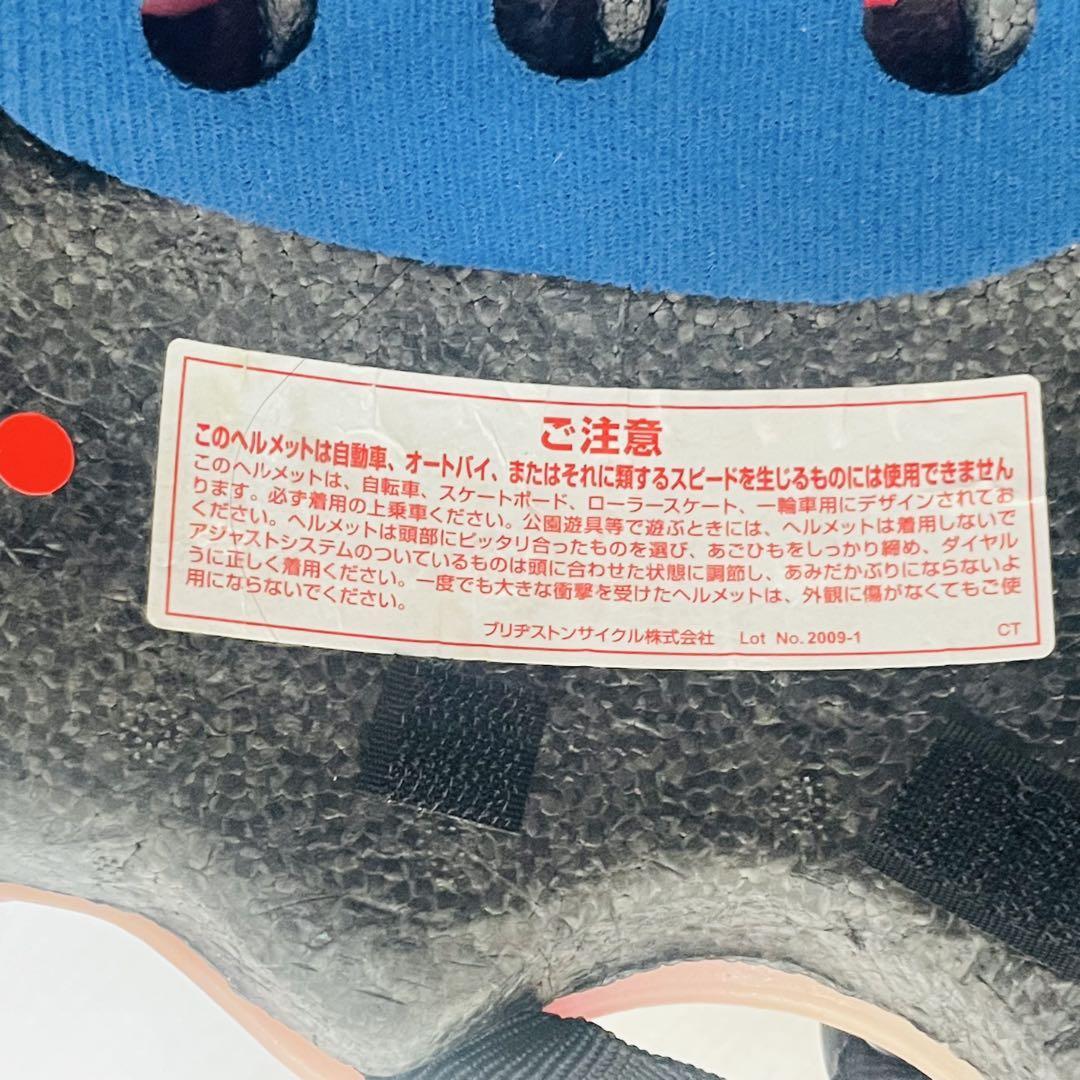 ご注意
このヘルメットは自動車、オートバイ、またはそれに類するスピードを生じるものには使用できません
このヘルメットは、自転車、スケートボード、ローラースケート、一輪車用にデザインされてお
ります。必ず着用の上乗車ください。公園遊具等で遊ぶときには、ヘルメットは着用しないで
ください。ヘルメットは頭部にピッタリ合ったものを選び、あごひもをしっかり締め、ダイヤル
アジャストシステムのついているものは頭に合わせた状態に調節し、あみだかぶりにならないよ
うに正しく着用ください。一度でも大きな衝撃を受けたヘルメットは、外観に傷がなくてもご使
用にならないでください。
ブリヂストンサイクル株式会社 Lot No. 2009-1 CT